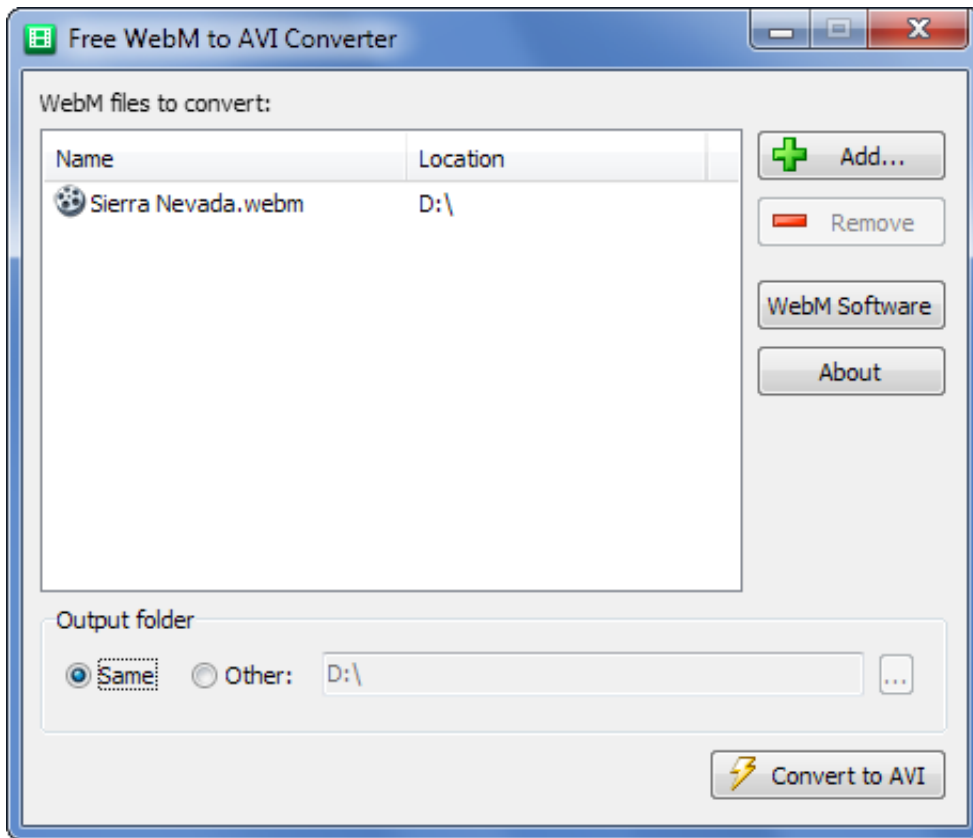 Free WebM to AVI Converter
WebM files to convert:
Name Location
Sierra Nevada.webm D:\
Add...
Remove
WebM Software
About
Output folder
Same Other: D:\ ...
Convert to AVI